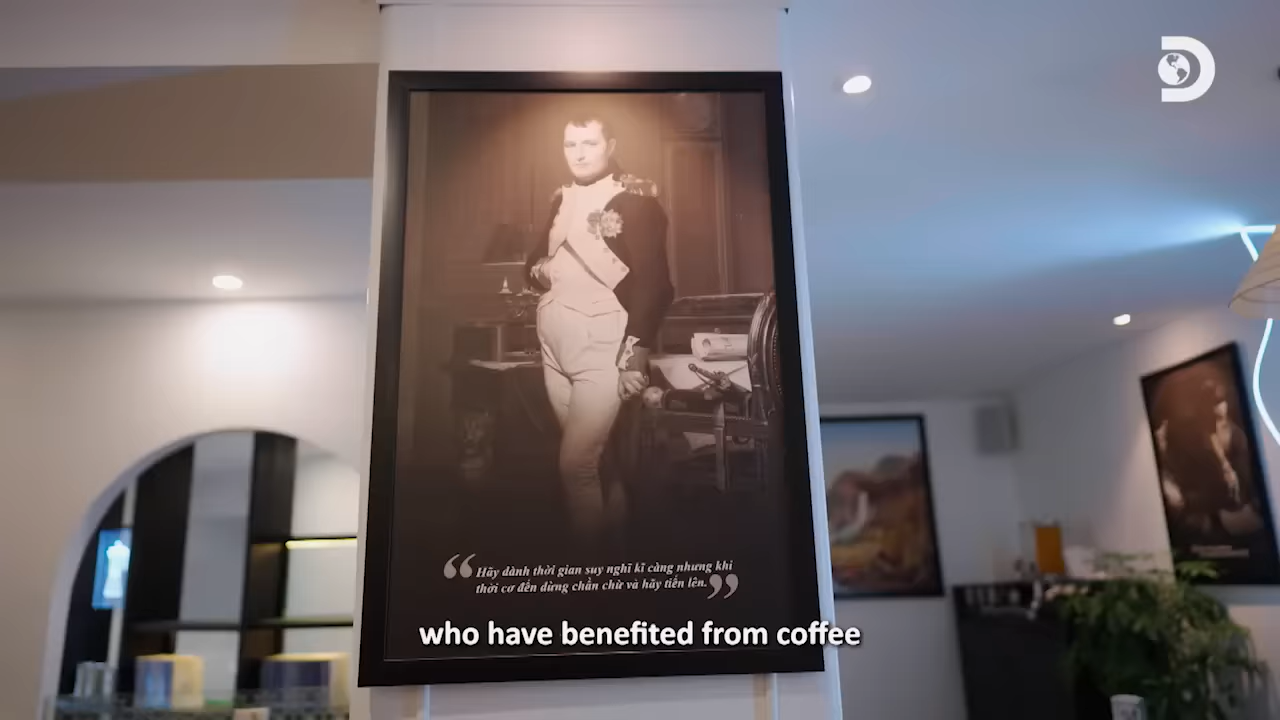 “ Hãy dành thời gian suy nghĩ kĩ càng nhưng khi
thời cơ đến đừng chần chừ và hãy tiến lên. ”
who have benefited from coffee